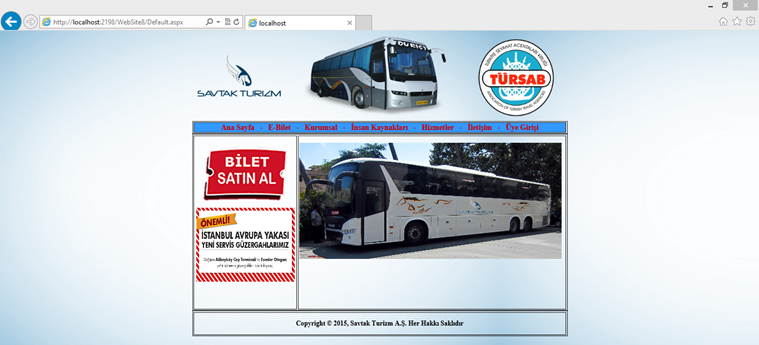 http://localhost:2198/WebSite8/Default.aspx
localhost
SAVTAK TURİZM
TÜRSAB
Ana Sayfa - E-Bilet - Kurumsal - İnsan Kaynakları - Hizmetler - İletişim - Üye Girişi
BİLET
SATIN AL
ÖNEMLİ!
İSTANBUL AVRUPA YAKASI
YENİ SERVİS GÜZERGAHLARIMIZ
Copyright © 2015, Savtak Turizm A.Ş. Her Hakkı Saklıdır